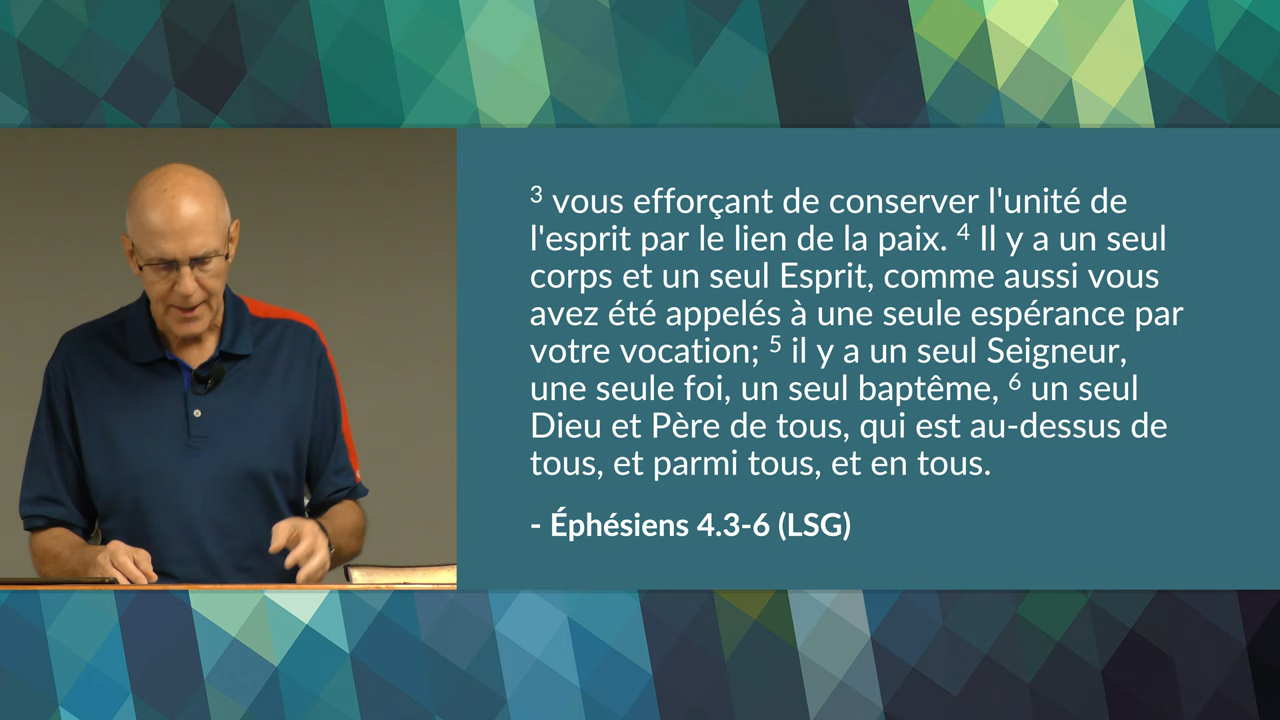 ³ vous efforçant de conserver l'unité de
l'esprit par le lien de la paix. ⁴ Il y a un seul
corps et un seul Esprit, comme aussi vous
avez été appelés à une seule espérance par
votre vocation; ⁵ il y a un seul Seigneur,
une seule foi, un seul baptême, ⁶ un seul
Dieu et Père de tous, qui est au-dessus de
tous, et parmi tous, et en tous.
- Éphésiens 4.3-6 (LSG)